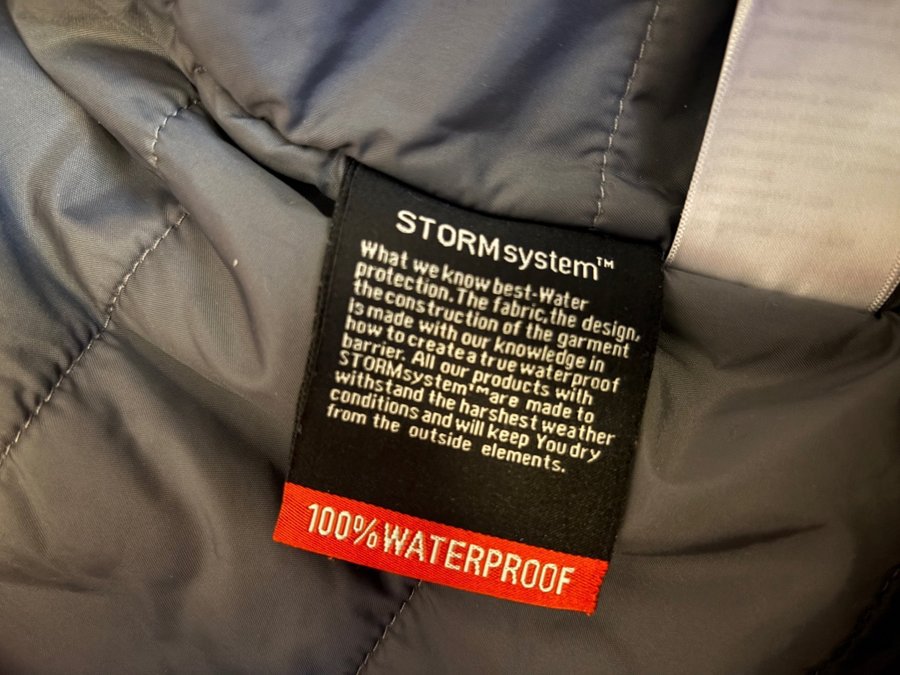 STORMsystem™
What we know best-Water
protection. The fabric, the design,
the construction of the garment
is made with our knowledge in
how to create a true waterproof
barrier. All our products with
STORMsystem™ are made to
withstand the harshest weather
conditions and will keep You dry
from the outside elements.
100% WATERPROOF